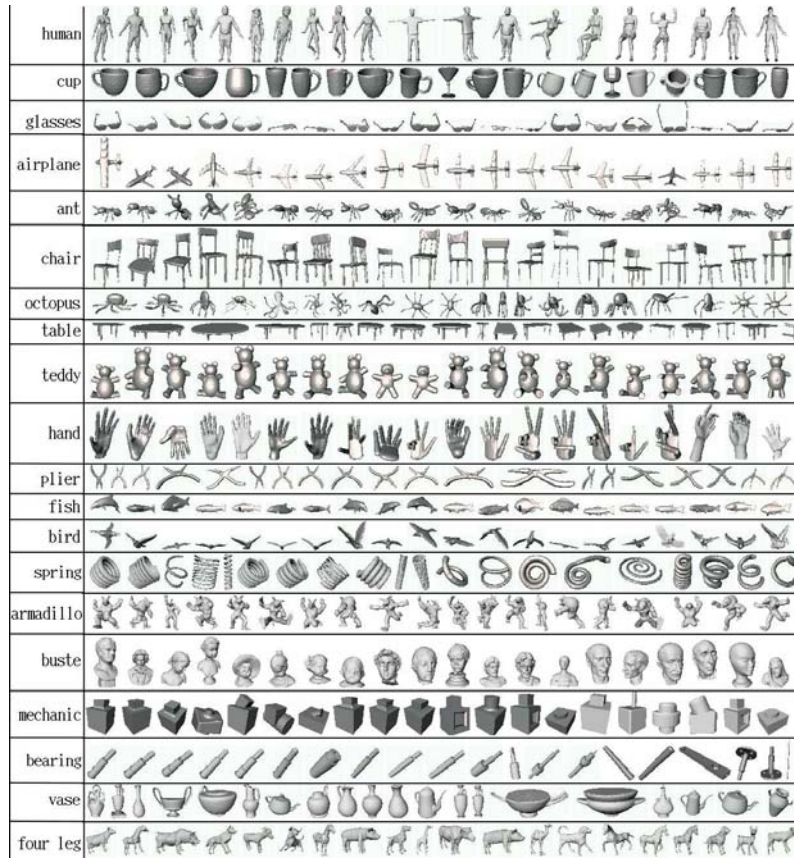 human
cup
glasses
airplane
ant
chair
octopus
table
teddy
hand
plier
fish
bird
spring
armadillo
buste
mechanic
bearing
vase
four leg